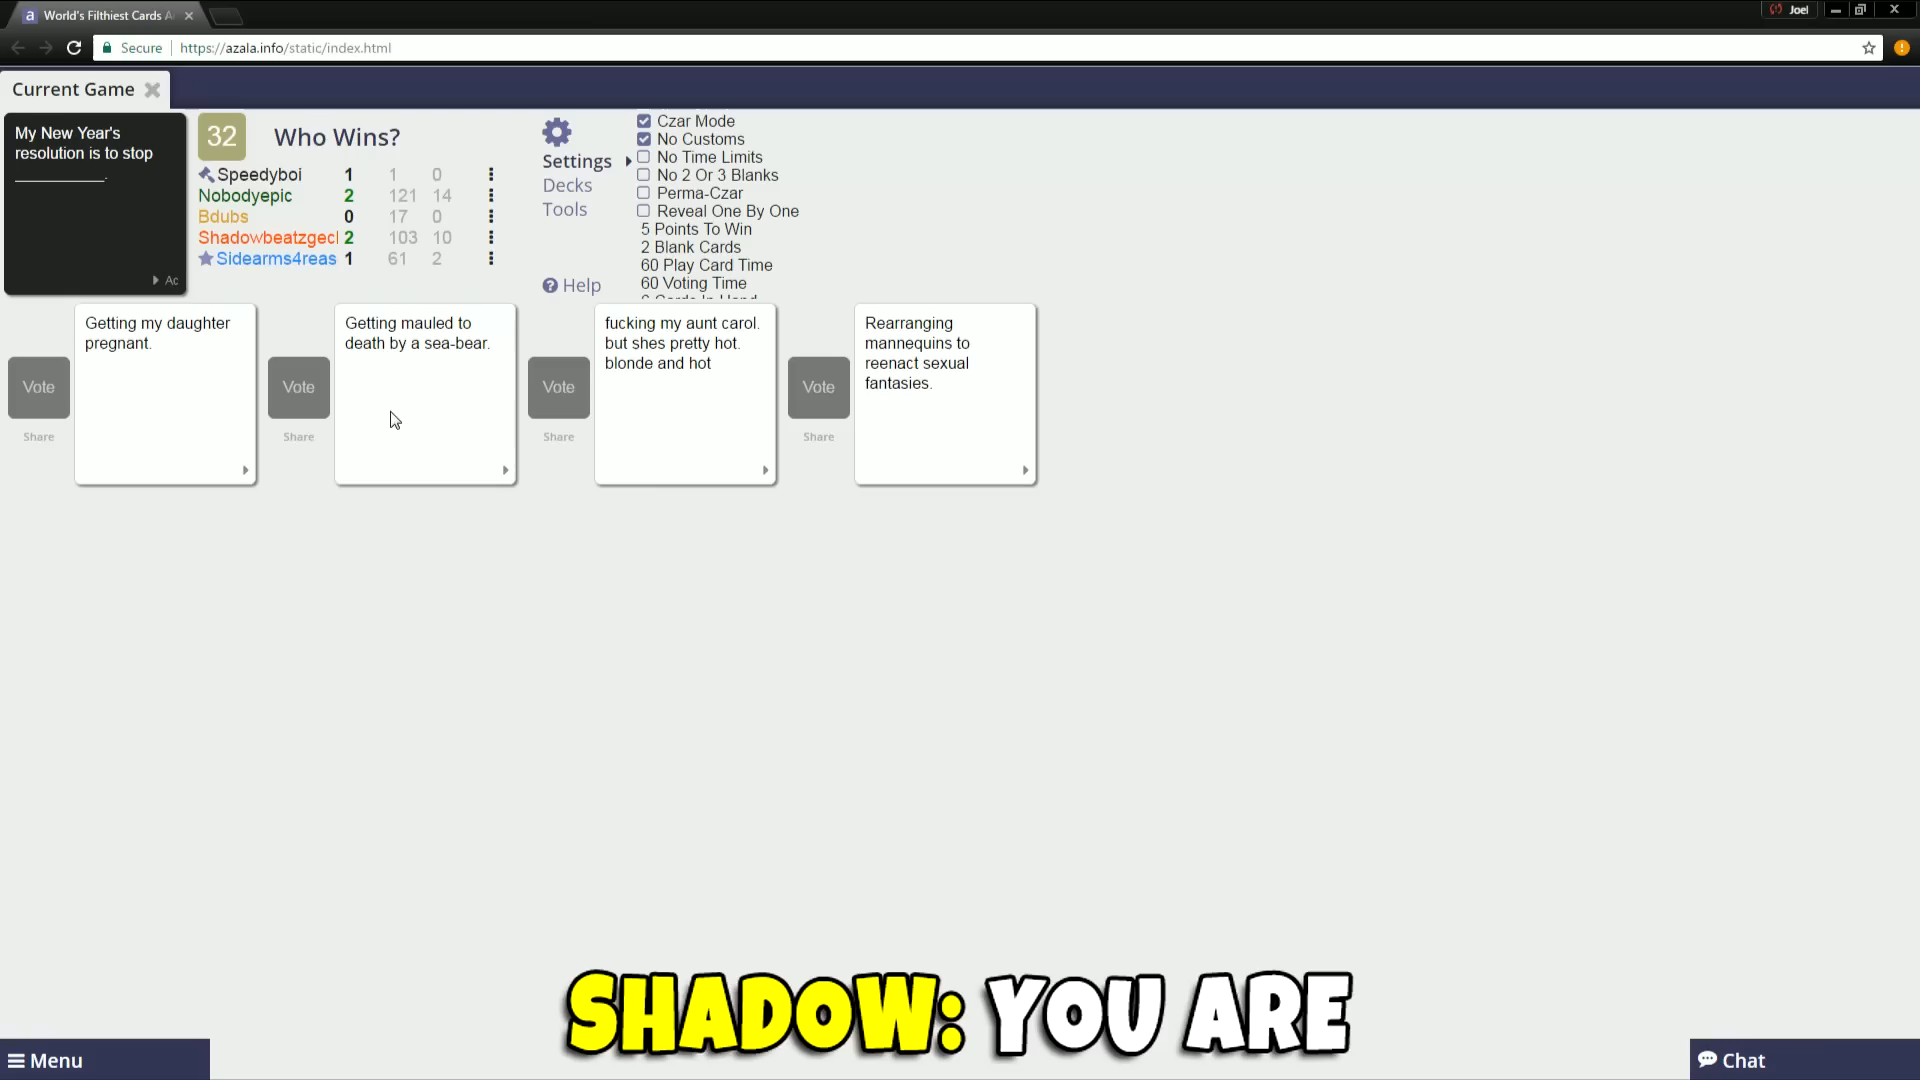 World's Filthiest Cards A
Joel
Secure
https://azala.info/static/index.html
Current Game
My New Year's
resolution is to stop
__________.
Ac
32
Who Wins?
Speedyboi 1 1 0
Nobodyepic 2 121 14
Bdubs 0 17 0
Shadowbeatzgecl 2 103 10
Sidearms4reas 1 61 2
Settings
Decks
Tools
Help
Czar Mode
No Customs
No Time Limits
No 2 Or 3 Blanks
Perma-Czar
Reveal One By One
5 Points To Win
2 Blank Cards
60 Play Card Time
60 Voting Time
Vote
Share
Getting my daughter
pregnant.
Vote
Share
Getting mauled to
death by a sea-bear.
Vote
Share
fucking my aunt carol.
but shes pretty hot.
blonde and hot
Vote
Share
Rearranging
mannequins to
reenact sexual
fantasies.
SHADOW: YOU ARE
Menu
Chat